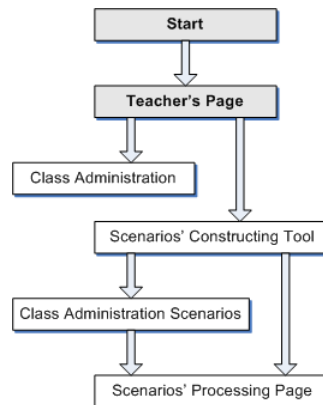 Start
Teacher's Page
Class Administration
Scenarios' Constructing Tool
Class Administration Scenarios
Scenarios' Processing Page